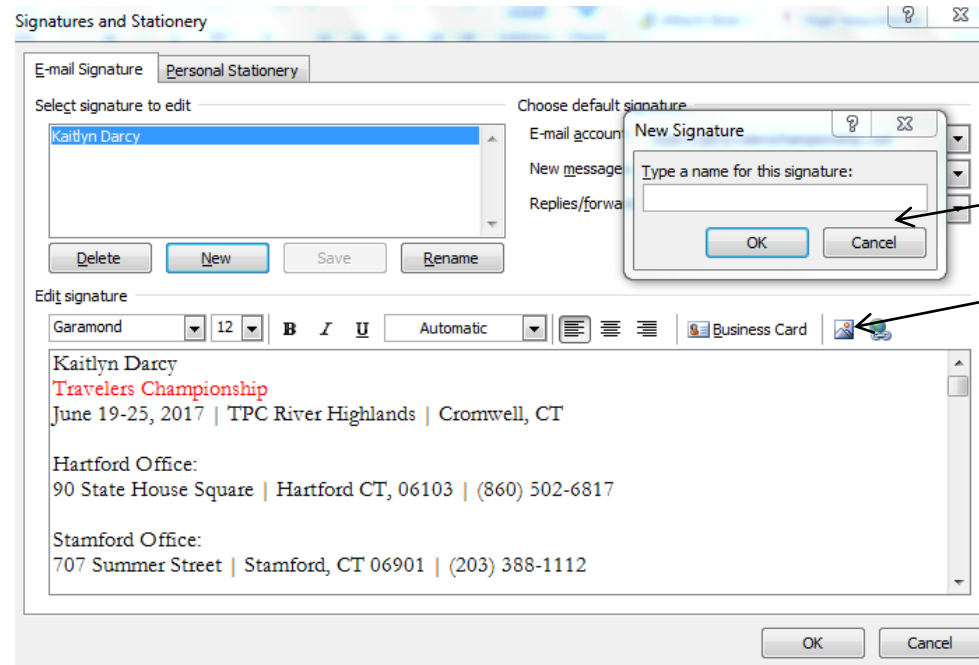 Signatures and Stationery
E-mail Signature
Personal Stationery
Select signature to edit
Kaitlyn Darcy
Delete
New
Save
Rename
Choose default signature
E-mail account
New message
Replies/forwa
New Signature
Type a name for this signature:
OK
Cancel
Edit signature
Garamond
12
B
I
U
Automatic
Business Card
Kaitlyn Darcy
Travelers Championship
June 19-25, 2017 | TPC River Highlands | Cromwell, CT
Hartford Office:
90 State House Square | Hartford CT, 06103 | (860) 502-6817
Stamford Office:
707 Summer Street | Stamford, CT 06901 | (203) 388-1112
OK
Cancel